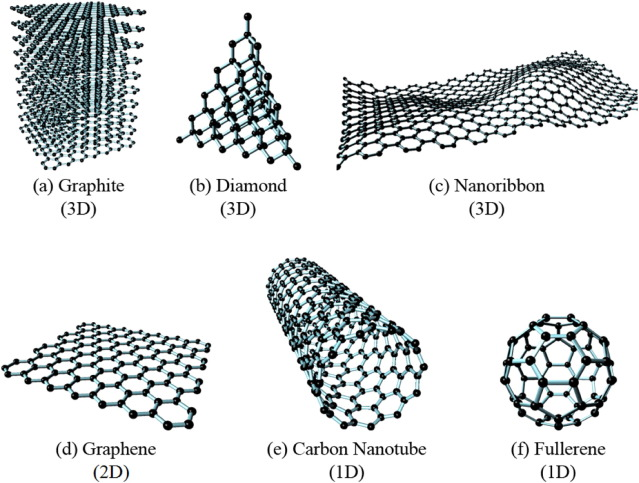 (a) Graphite
(3D)
(b) Diamond
(3D)
(c) Nanoribbon
(3D)
(d) Graphene
(2D)
(e) Carbon Nanotube
(1D)
(f) Fullerene
(1D)